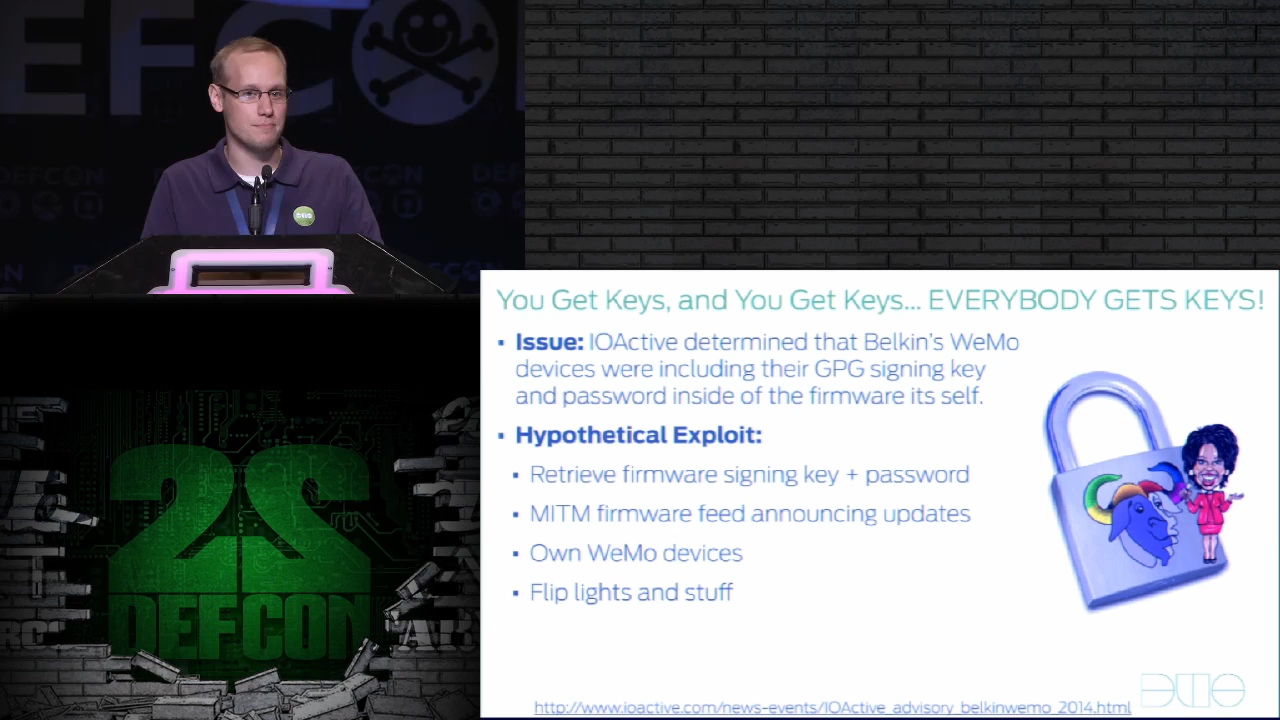 EFCO
DEFCON
DEF
You Get Keys, and You Get Keys... EVERYBODY GETS KEYS!
▪ Issue: IOActive determined that Belkin's WeMo
devices were including their GPG signing key
and password inside of the firmware its self.
▪ Hypothetical Exploit:
▪ Retrieve firmware signing key + password
▪ MITM firmware feed announcing updates
▪ Own WeMo devices
▪ Flip lights and stuff
http://www.ioactive.com/news-events/IOActive_advisory_belkinwemo_2014.html
DUO
22
DEFCON